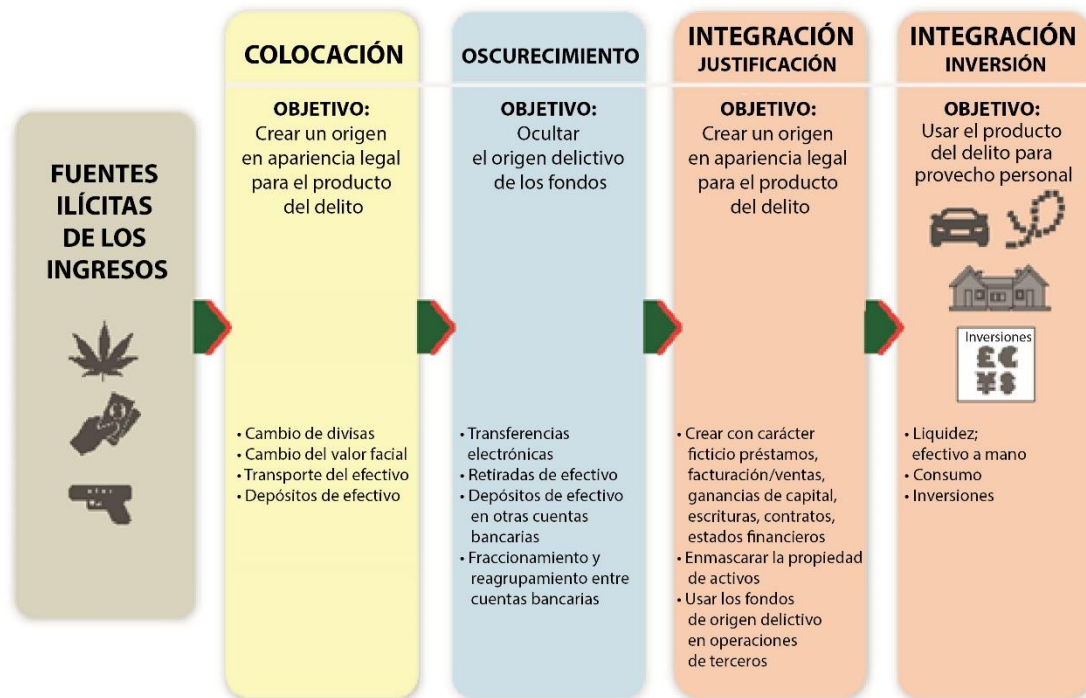 FUENTES
ILÍCITAS
DE LOS
INGRESOS
COLOCACIÓN
OBJETIVO:
Crear un origen
en apariencia legal
para el producto
del delito
• Cambio de divisas
• Cambio del valor facial
• Transporte del efectivo
• Depósitos de efectivo
OSCURECIMIENTO
OBJETIVO:
Ocultar
el origen delictivo
de los fondos
• Transferencias
electrónicas
• Retiradas de efectivo
• Depósitos de efectivo
en otras cuentas
bancarias
• Fraccionamiento y
reagrupamiento entre
cuentas bancarias
INTEGRACIÓN
JUSTIFICACIÓN
OBJETIVO:
Crear un origen
en apariencia legal
para el producto
del delito
• Crear con carácter
ficticio préstamos,
facturación/ventas,
ganancias de capital,
escrituras, contratos,
estados financieros
• Enmascarar la propiedad
de activos
• Usar los fondos
de origen delictivo
en operaciones
de terceros
INTEGRACIÓN
INVERSIÓN
OBJETIVO:
Usar el producto
del delito para
provecho personal
Inversiones
£ €
¥ $
• Liquidez;
efectivo a mano
• Consumo
• Inversiones